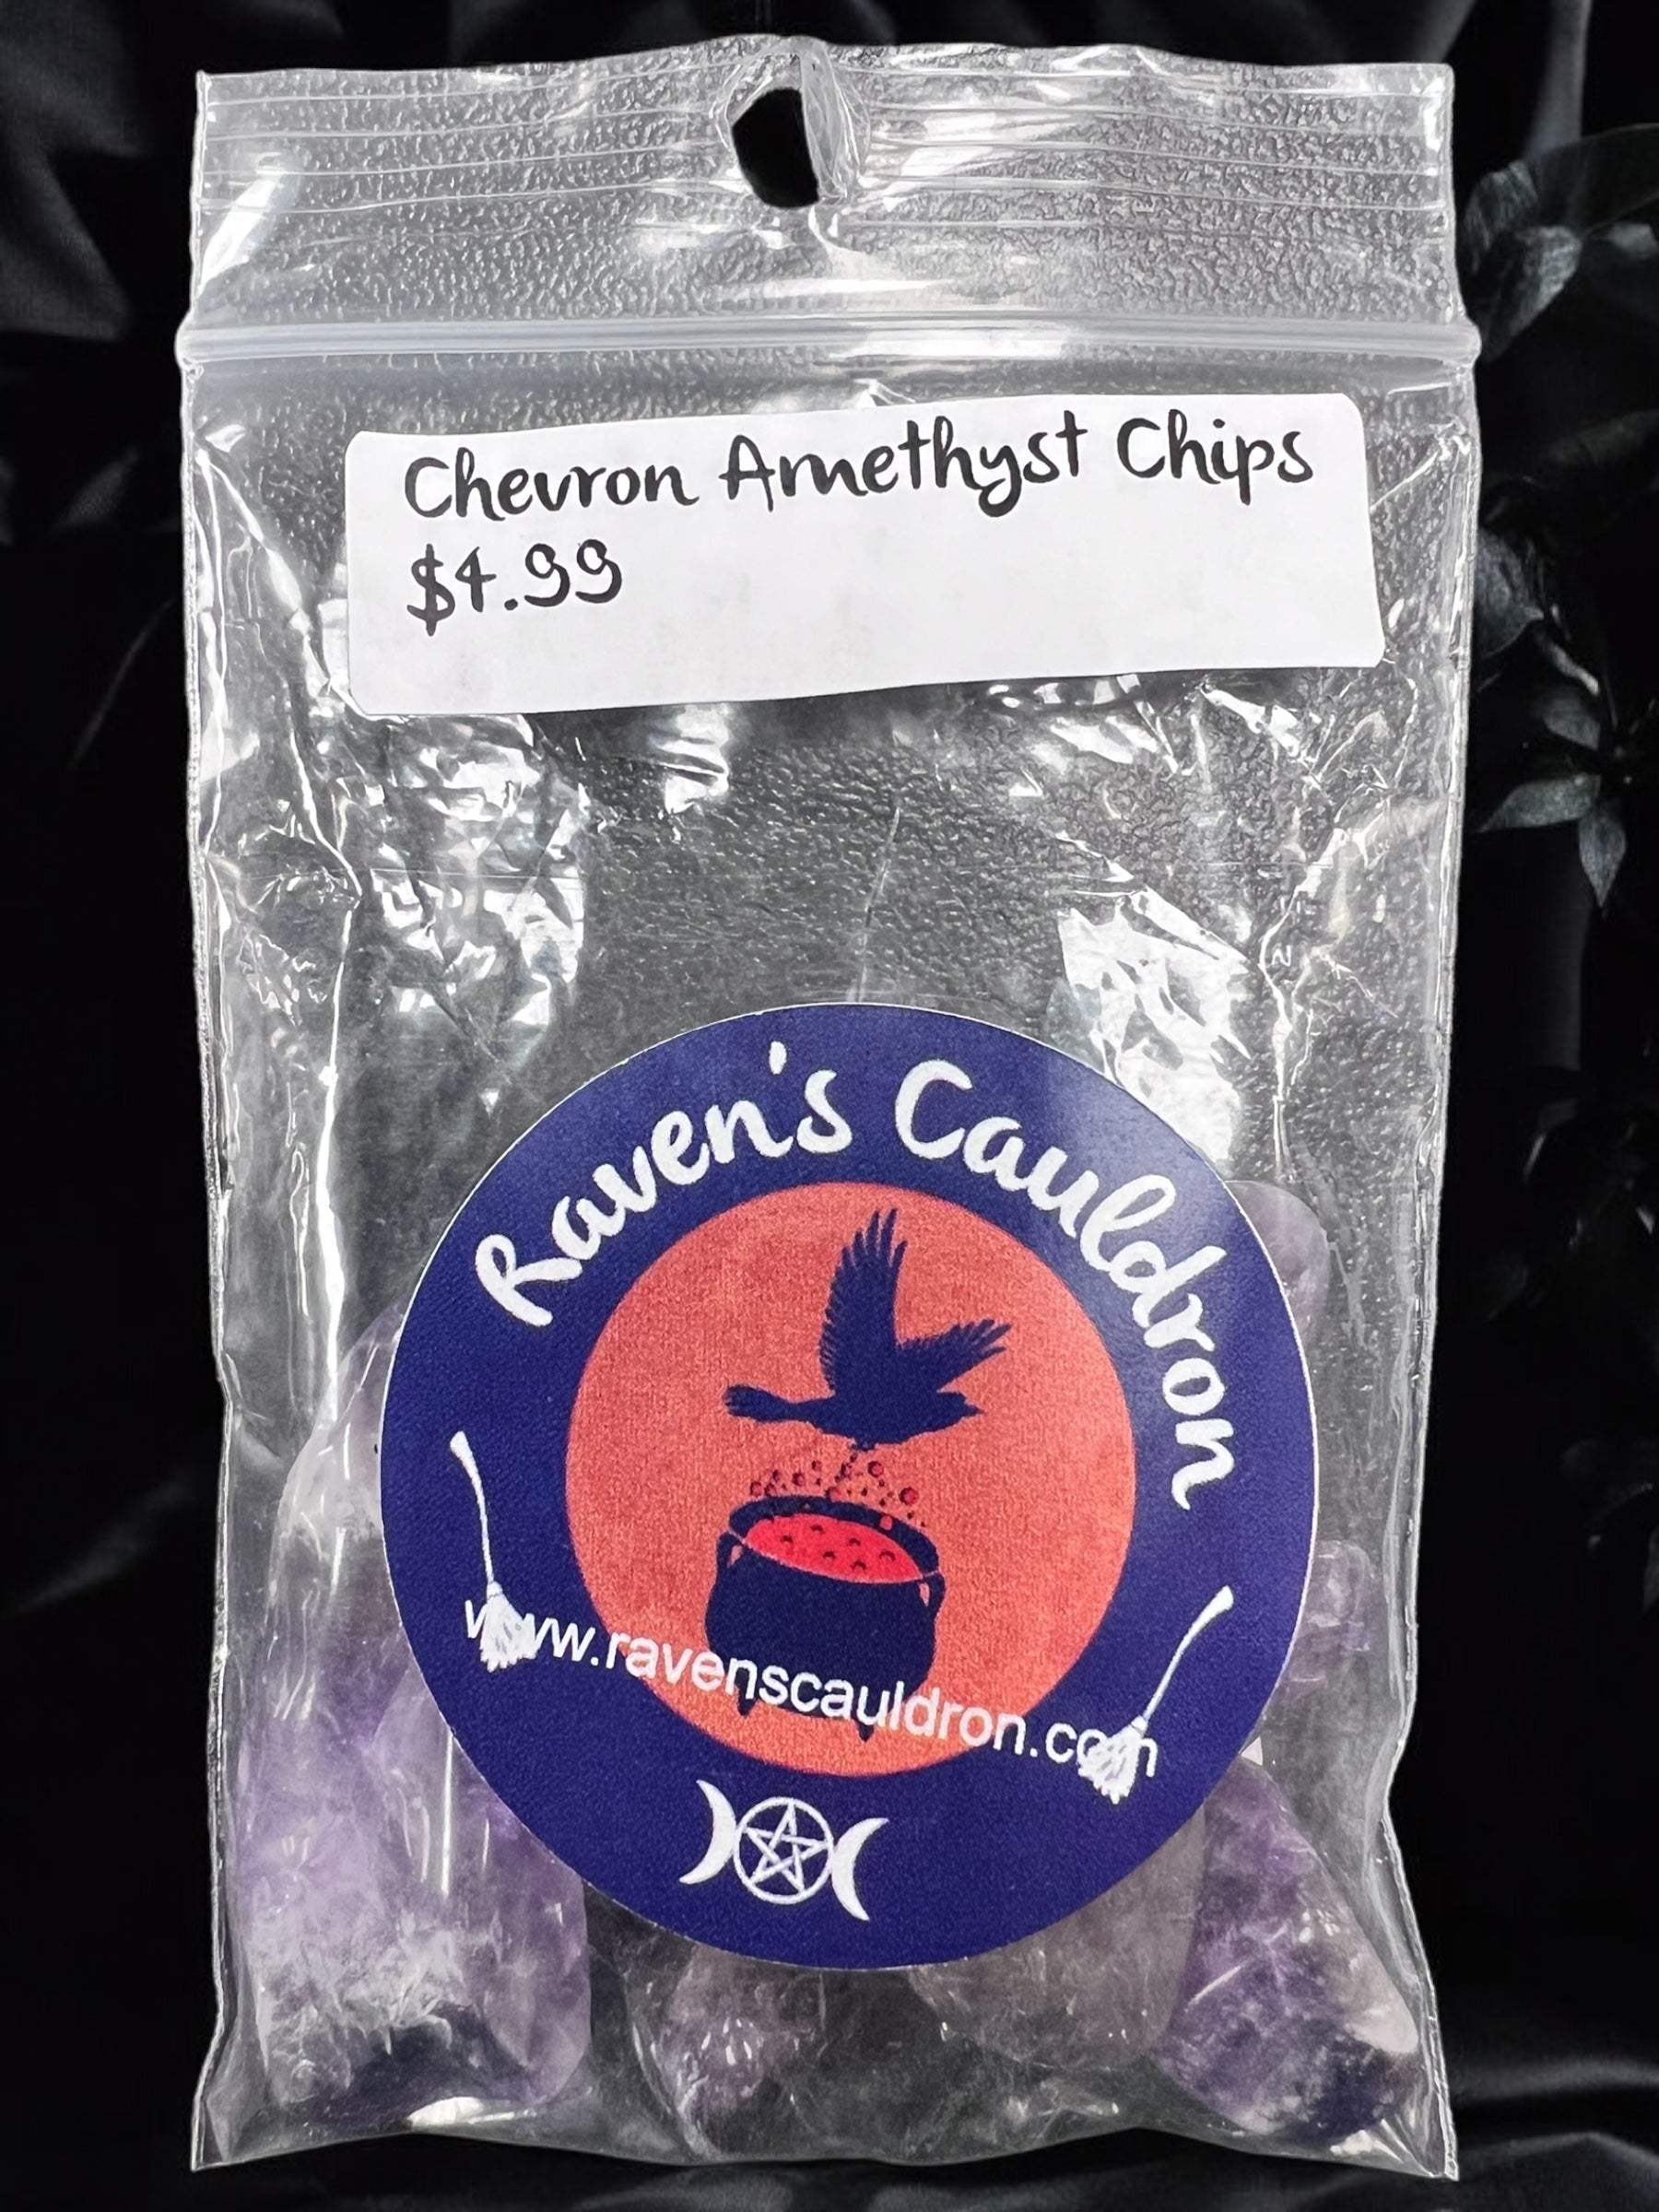 Chevron Amethyst Chips
$4.99
Raven's Cauldron
www.ravenscauldron.com